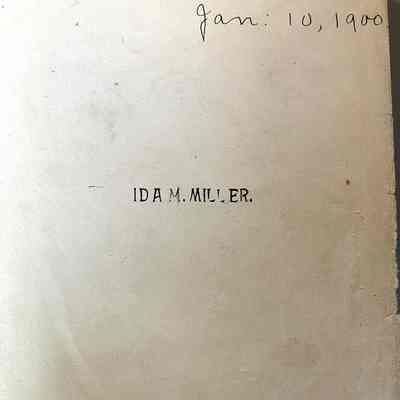 Jan: 10, 1900
IDA M. MILLER.